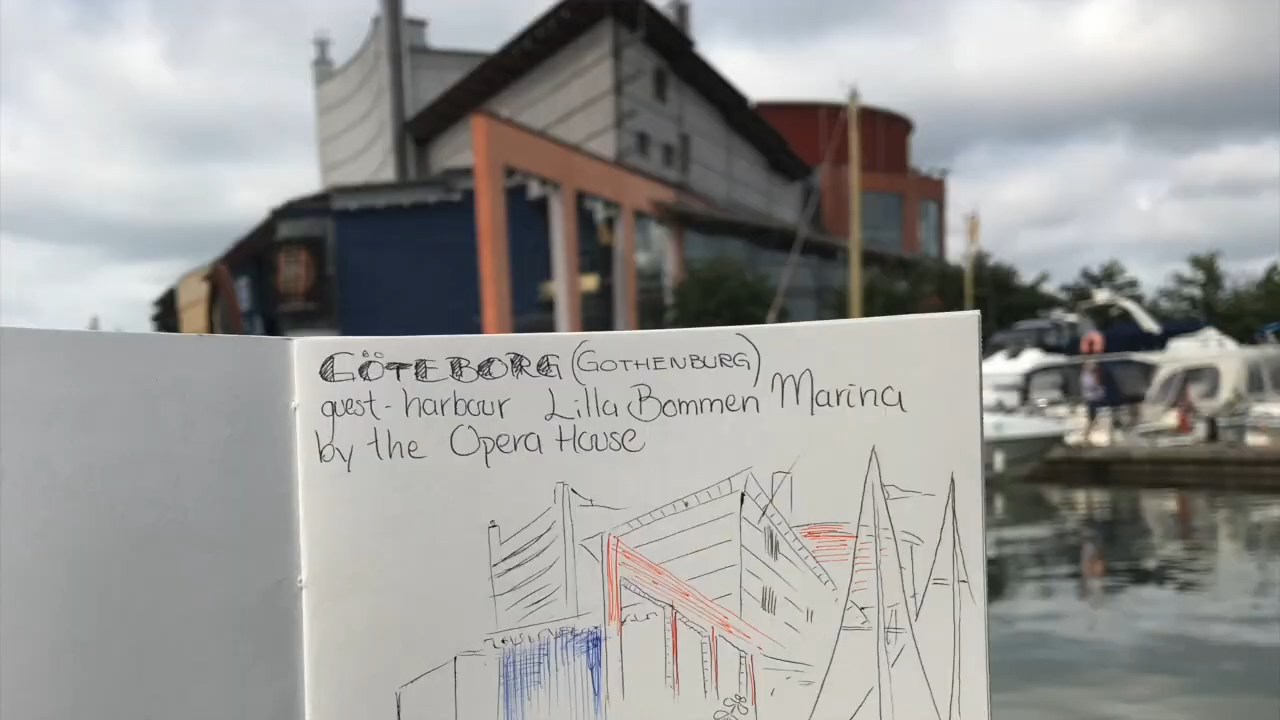 GÖTEBORG (GOTHENBURG)
guest-harbour Lilla Bommen Marina
by the Opera House